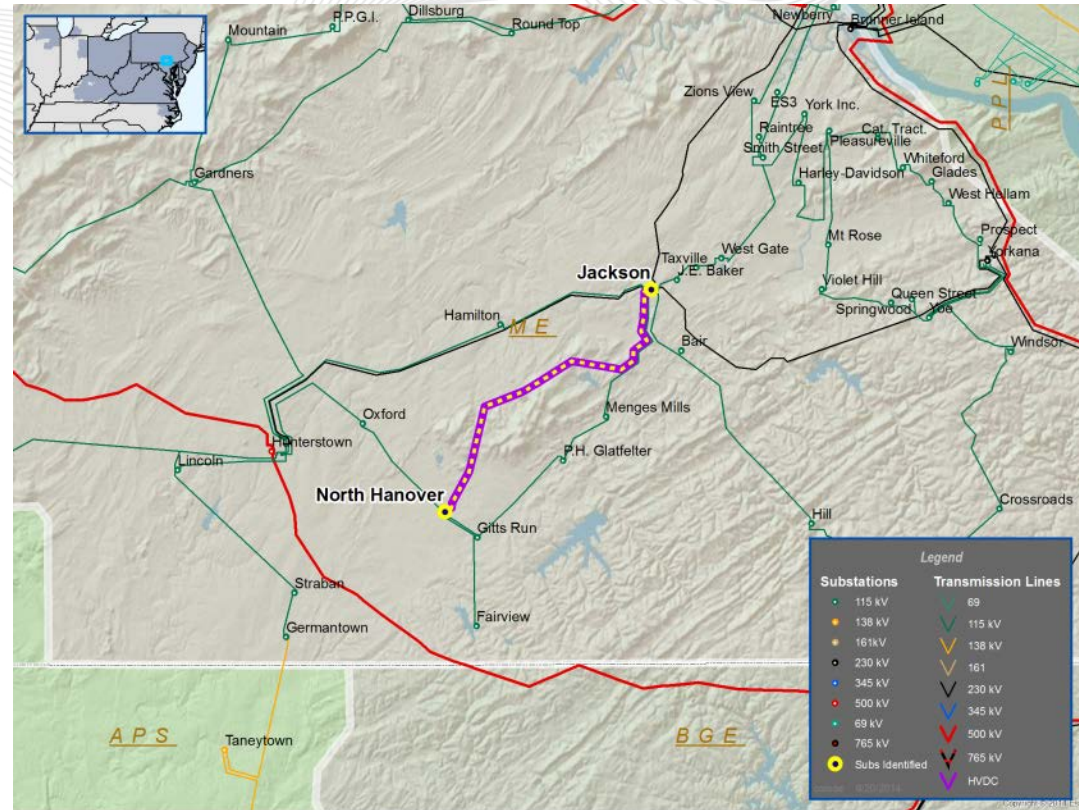 Dillsburg
P.P.G.I.
Round Top
Mountain
Newberry
Brunner Island
PPL
Zions View
ES3
York Inc.
Raintree
Cat. Tract.
Pleasureville
Smith Street
Whiteford
Gardners
Harley-Davidson
Glades
West Hellam
Mt Rose
Prospect
Yorkana
West Gate
Taxville
Jackson
J.E. Baker
Violet Hill
Queen Street
Springwood
Yoe
Hamilton
ME
Bair
Windsor
Oxford
Menges Mills
Hunterstown
P.H. Glatfelter
Lincoln
North Hanover
Crossroads
Hill
Gitts Run
Straban
Fairview
Germantown
APS
BGE
Taneytown
Legend
Substations
115 kV
138 kV
161kV
230 kV
345 kV
500 kV
69 kV
765 kV
Subs Identified
Transmission Lines
69
115 kV
138 kV
161
230 kV
345 kV
500 kV
765 kV
HVDC